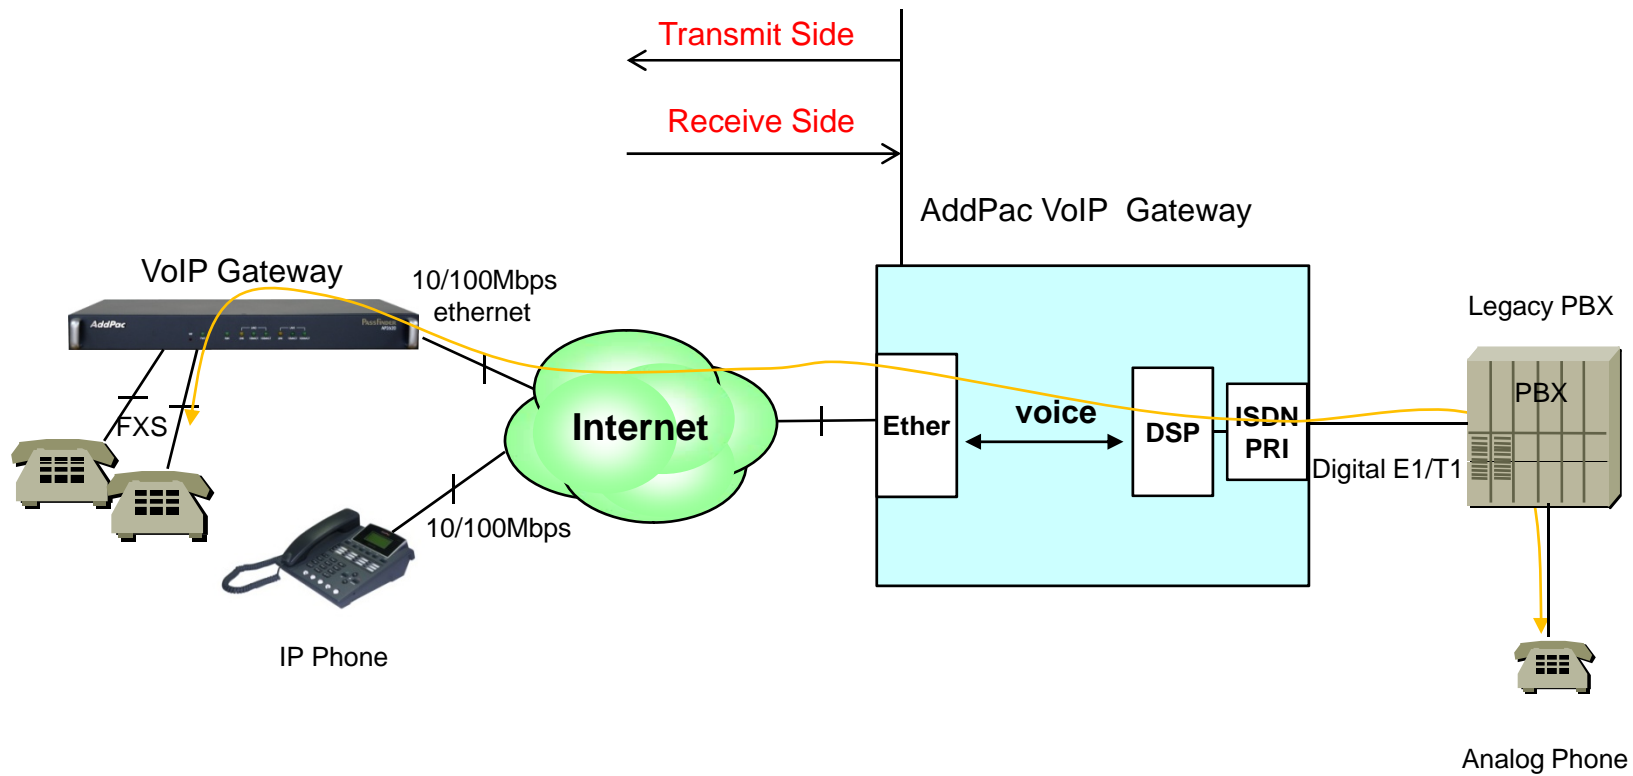 Transmit Side
Receive Side
AddPac VoIP Gateway
VoIP Gateway
10/100Mbps
ethernet
AddPac
Legacy PBX
PBX
Internet
Ether
voice
DSP
ISDN
PRI
Digital E1/T1
FXS
10/100Mbps
IP Phone
Analog Phone